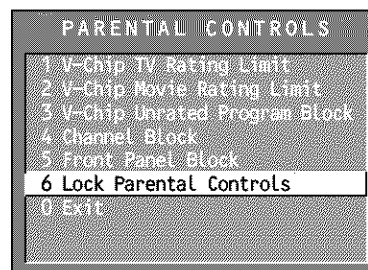 PARENTAL CONTROLS
1 V-Chip TV Rating Limit
2 V-Chip Movie Rating Limit
3 V-Chip Unrated Program Block
4 Channel Block
5 Front Panel Block
6 Lock Parental Controls
0 Exit